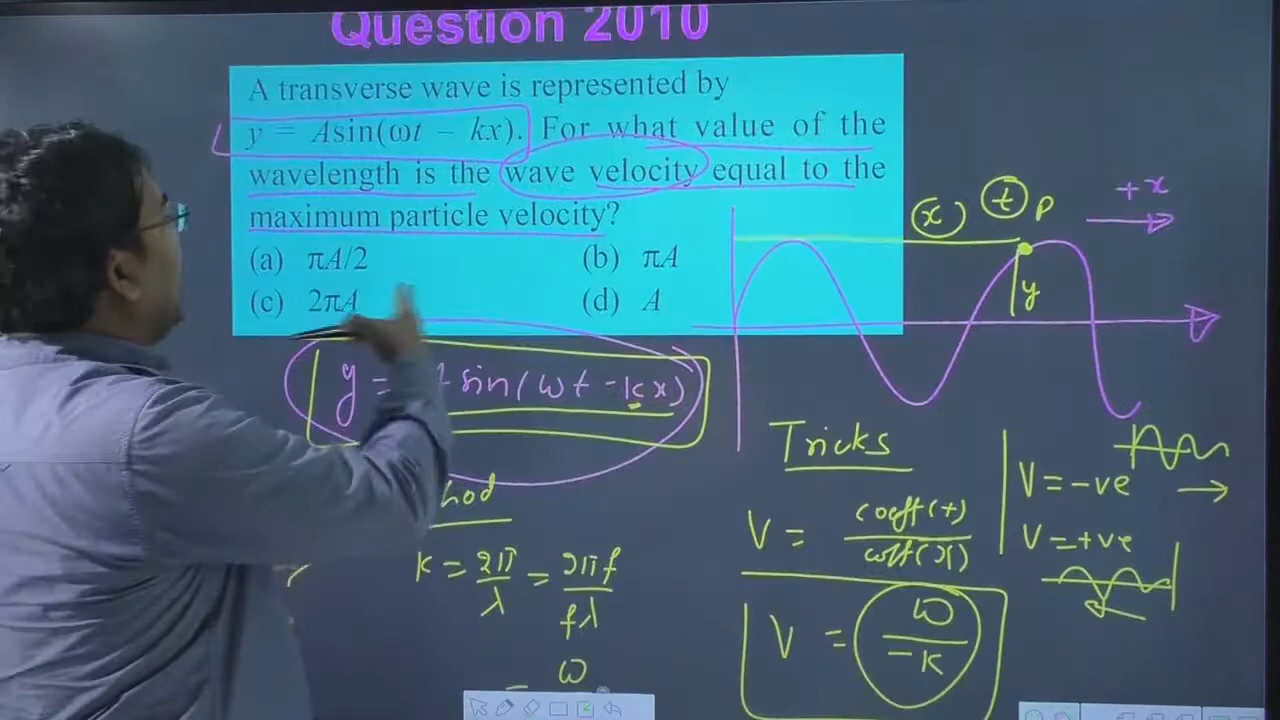 Question 2010
A transverse wave is represented by
y = Asin(ωt – kx). For what value of the
wavelength is the wave velocity equal to the
maximum particle velocity?
(a) πA/2 (b) πA
(c) 2πA (d) A
x t P +x
y
y = sin(ωt - kx)
Tricks
V = coeff(t) / coeff(x)
V = -ve
V = +ve
K = 2π/λ = 2πf/fλ
= ω
V = ω/-k